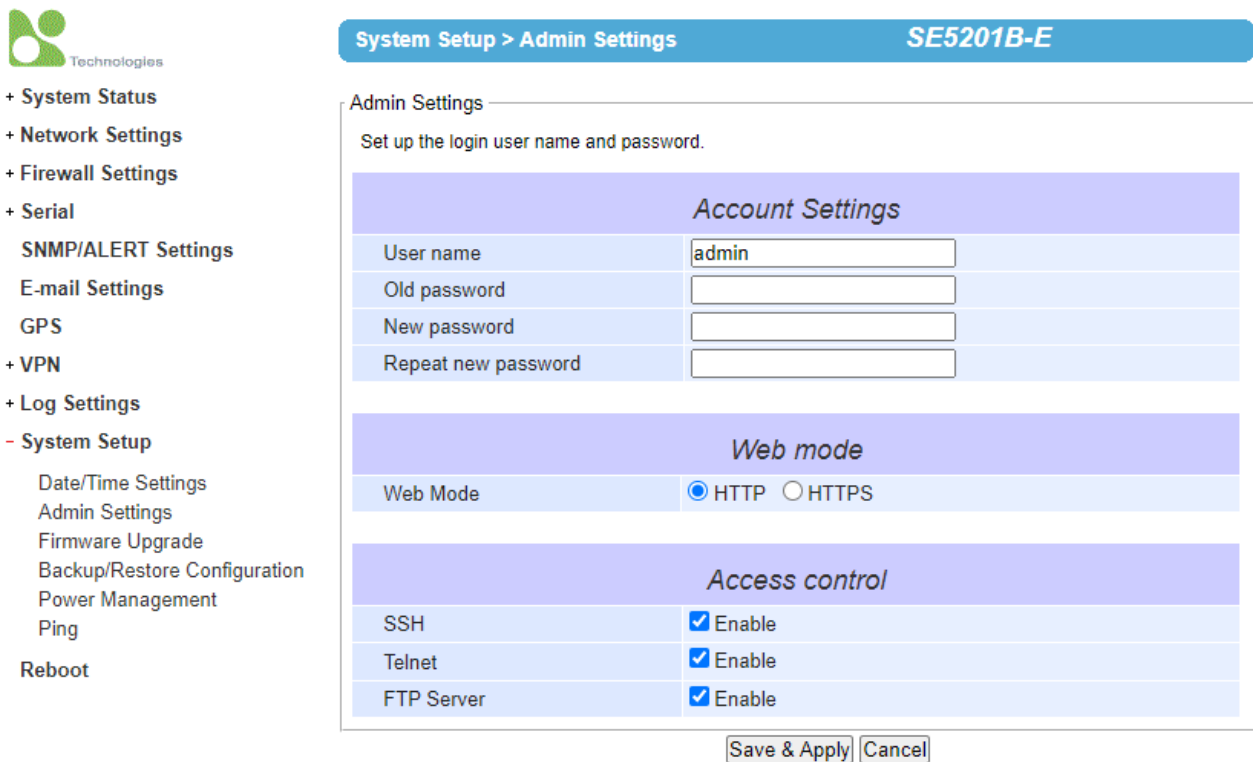 Technologies
System Setup > Admin Settings SE5201B-E
+ System Status
+ Network Settings
+ Firewall Settings
+ Serial
SNMP/ALERT Settings
E-mail Settings
GPS
+ VPN
+ Log Settings
- System Setup
Date/Time Settings
Admin Settings
Firmware Upgrade
Backup/Restore Configuration
Power Management
Ping
Reboot
Admin Settings
Set up the login user name and password.
Account Settings
User name admin
Old password
New password
Repeat new password
Web mode
Web Mode HTTP HTTPS
Access control
SSH Enable
Telnet Enable
FTP Server Enable
Save & Apply Cancel